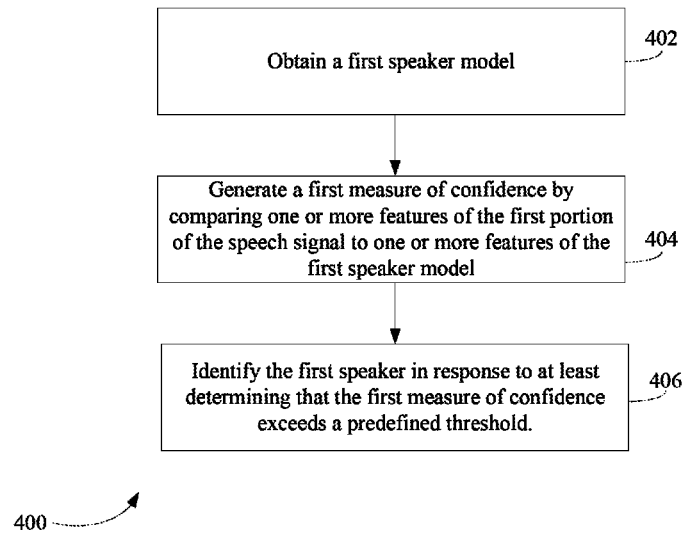 Obtain a first speaker model
402
Generate a first measure of confidence by
comparing one or more features of the first portion
of the speech signal to one or more features of the
first speaker model
404
Identify the first speaker in response to at least
determining that the first measure of confidence
exceeds a predefined threshold.
406
400